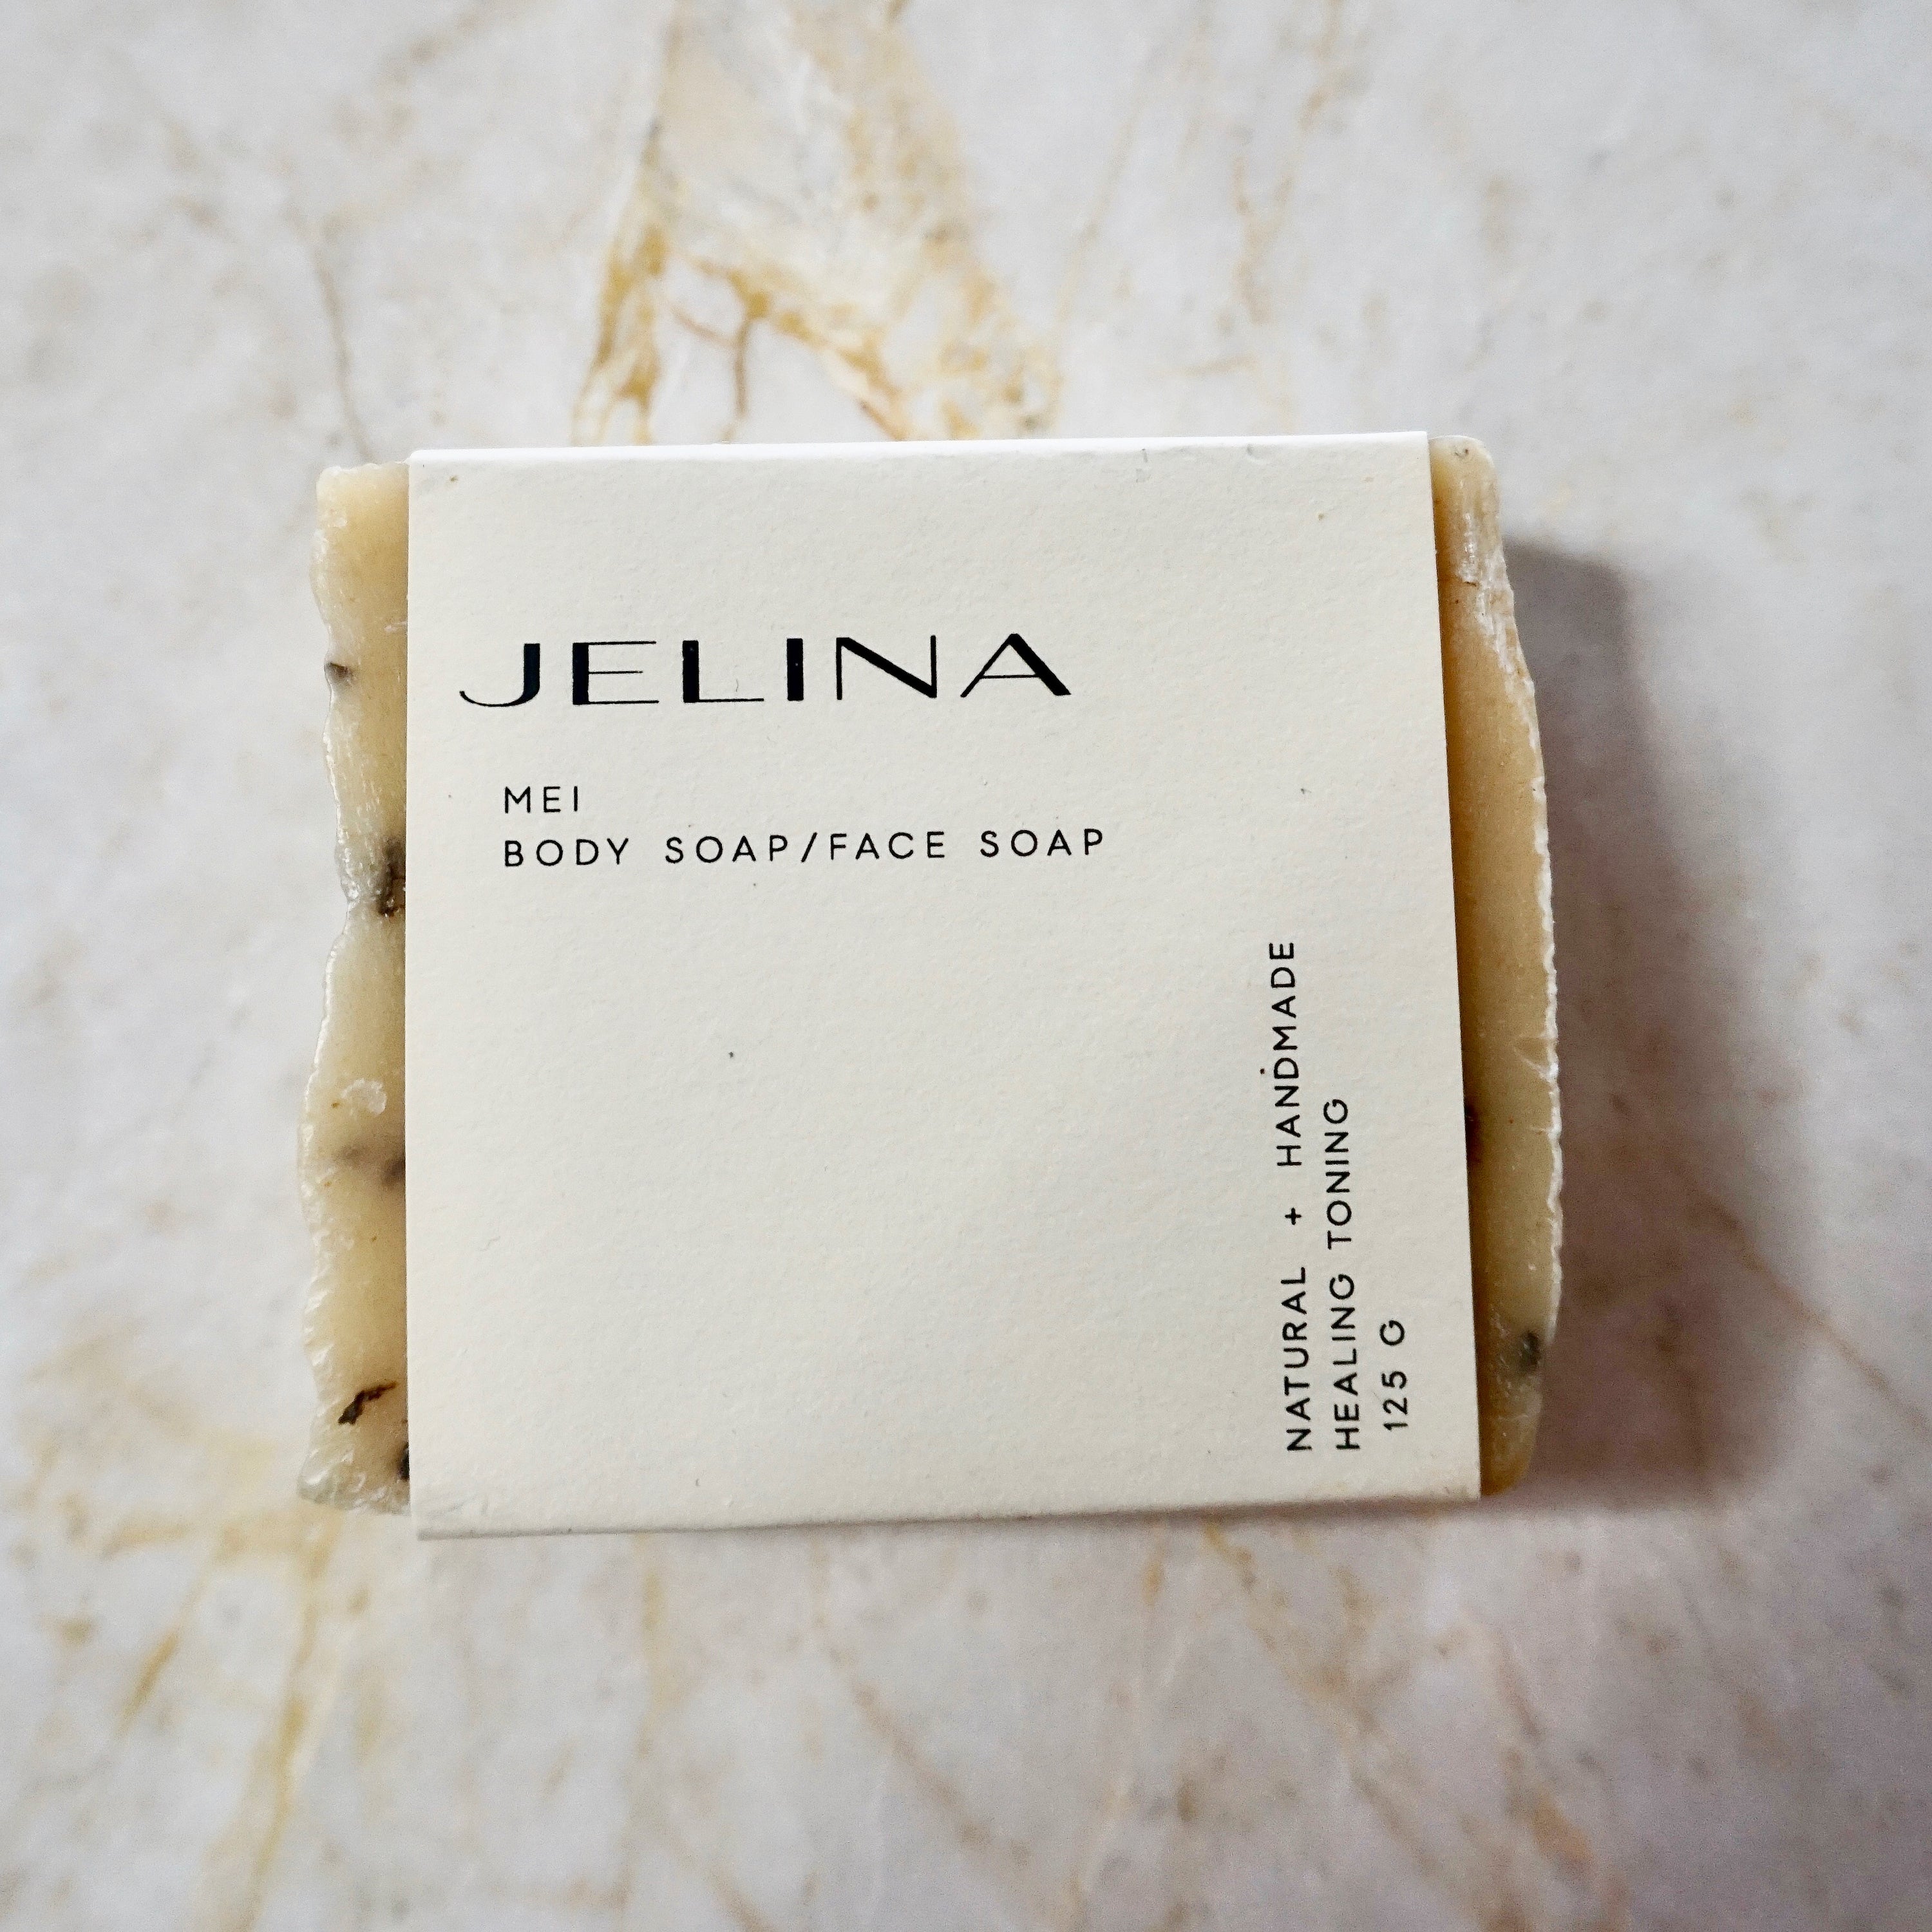 JELINA
MEI
BODY SOAP/FACE SOAP
NATURAL + HANDMADE
HEALING TONING
125 G